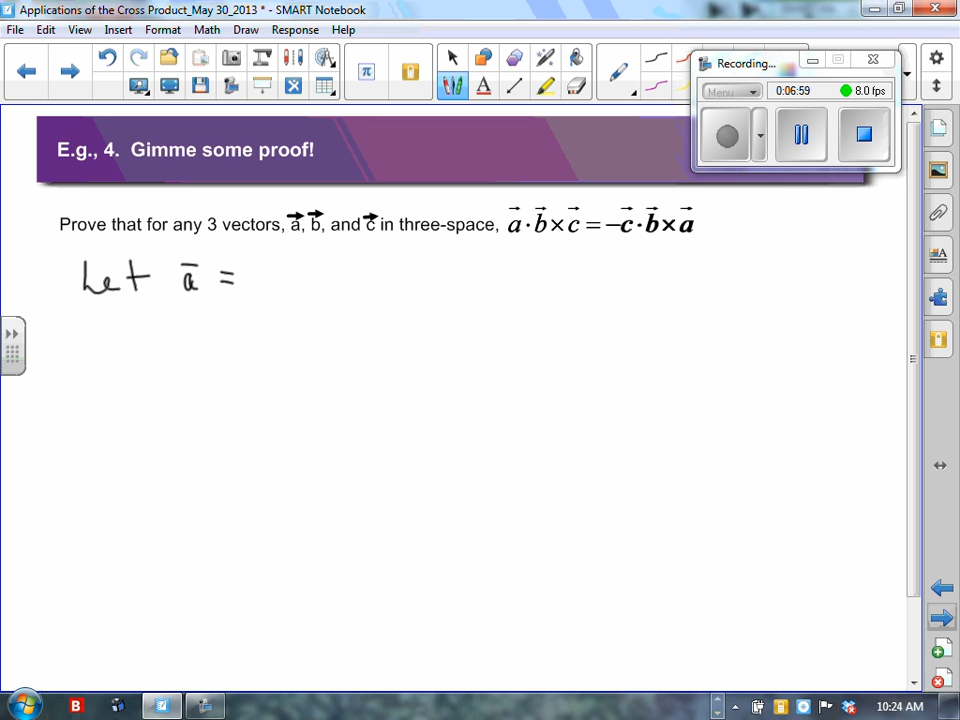 Applications of the Cross Product_May 30_2013 * - SMART Notebook
File Edit View Insert Format Math Draw Response Help
π
A
Recording...
Menu
0:06:59
8.0 fps
E.g., 4. Gimme some proof!
Prove that for any 3 vectors, a⃗, b⃗, and c⃗ in three-space, a⃗ · b⃗ × c⃗ = −c⃗ · b⃗ × a⃗
Let a̅ =
B
10:24 AM